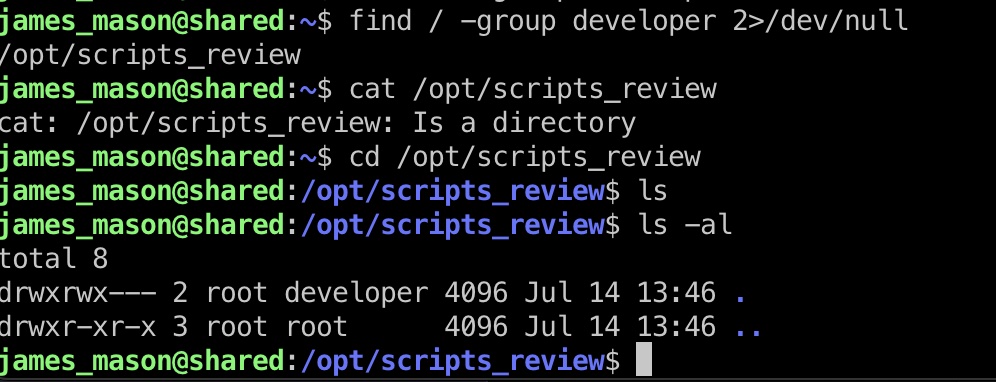 james_mason@shared:~$ find / -group developer 2>/dev/null
/opt/scripts_review
james_mason@shared:~$ cat /opt/scripts_review
cat: /opt/scripts_review: Is a directory
james_mason@shared:~$ cd /opt/scripts_review
james_mason@shared:/opt/scripts_review$ ls
james_mason@shared:/opt/scripts_review$ ls -al
total 8
drwxrwx--- 2 root developer 4096 Jul 14 13:46 .
drwxr-xr-x 3 root root      4096 Jul 14 13:46 ..
james_mason@shared:/opt/scripts_review$